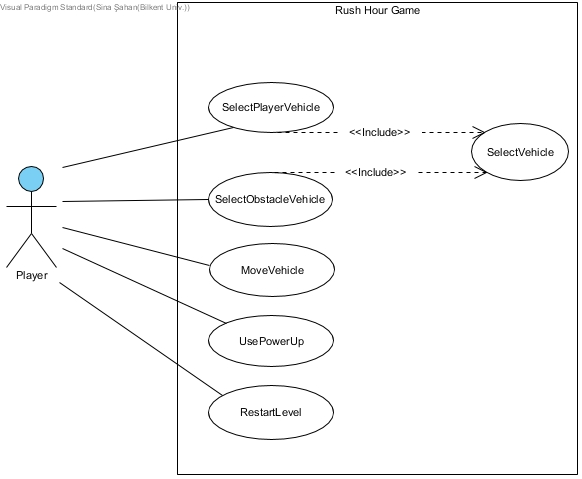 Visual Paradigm Standard(Sina Şahan(Bilkent Univ.))
Rush Hour Game
SelectPlayerVehicle
<<Include>>
SelectVehicle
<<Include>>
SelectObstacleVehicle
MoveVehicle
Player
UsePowerUp
RestartLevel